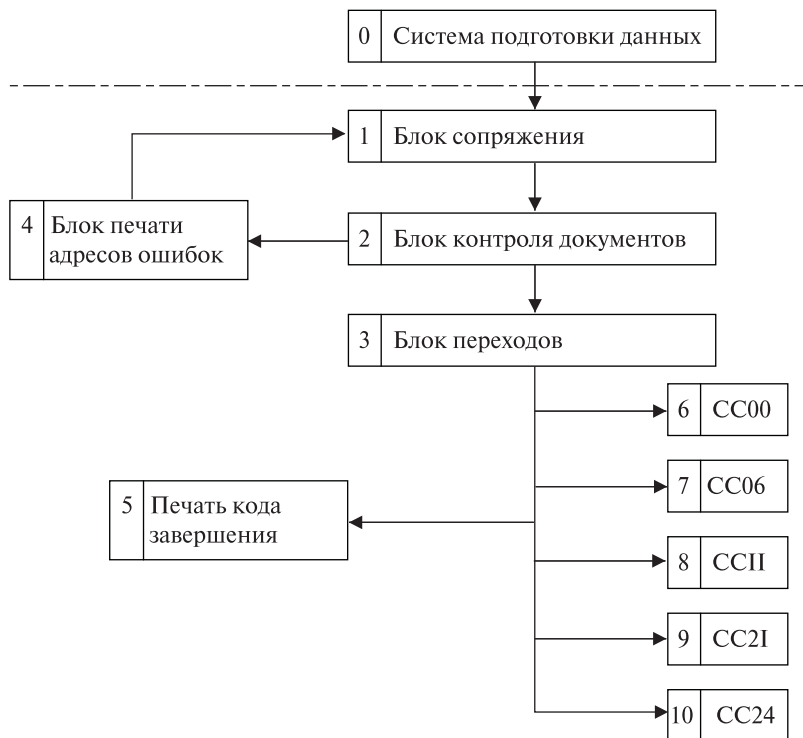 0 Система подготовки данных
1 Блок сопряжения
4 Блок печати
адресов ошибок
2 Блок контроля документов
3 Блок переходов
6 СС00
7 СС06
5 Печать кода
завершения
8 ССII
9 СС2I
10 СС24